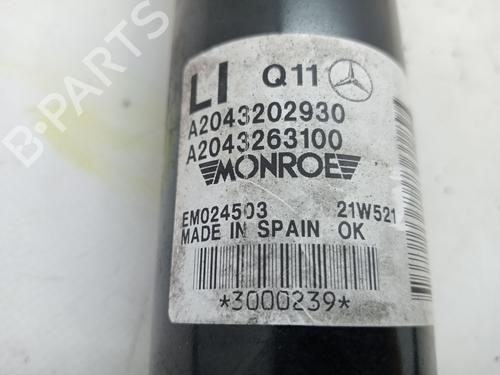 B-PARTS
LI Q11
A2043202930
A2043263100
MONROE
EM024503 21W521
MADE IN SPAIN OK
*3000239*